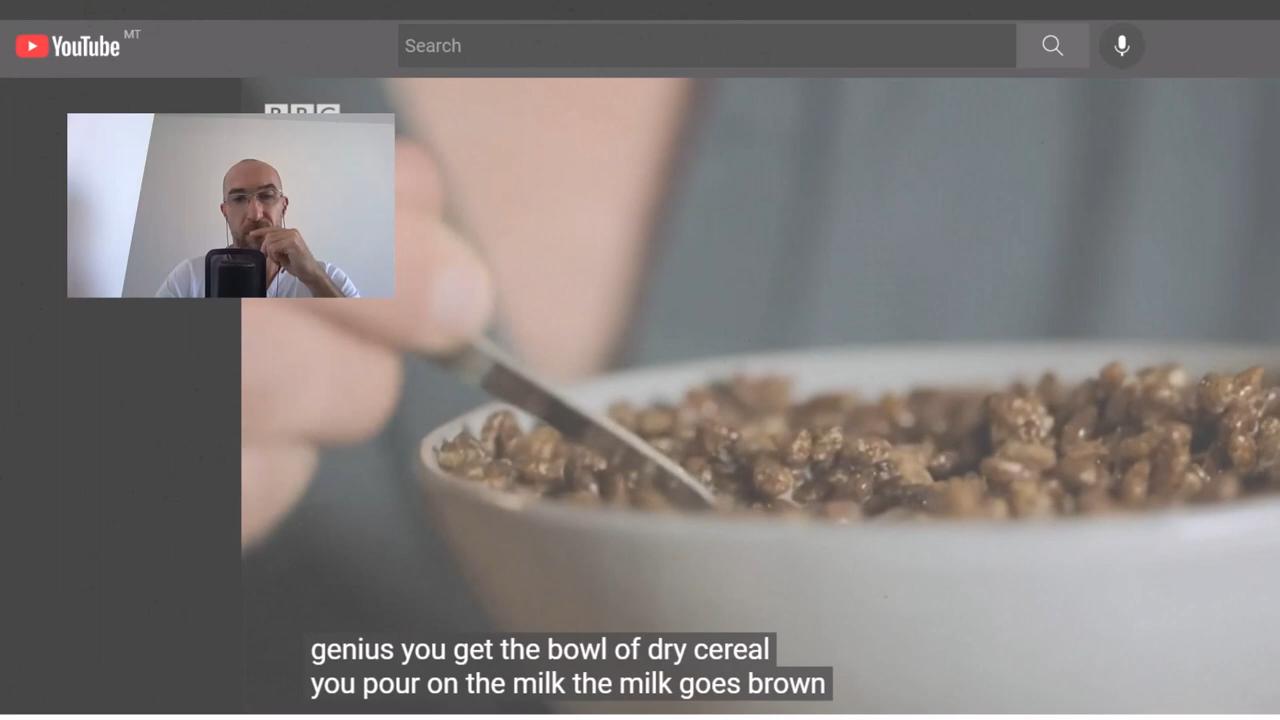 YouTube MT
Search
BBC
genius you get the bowl of dry cereal
you pour on the milk the milk goes brown